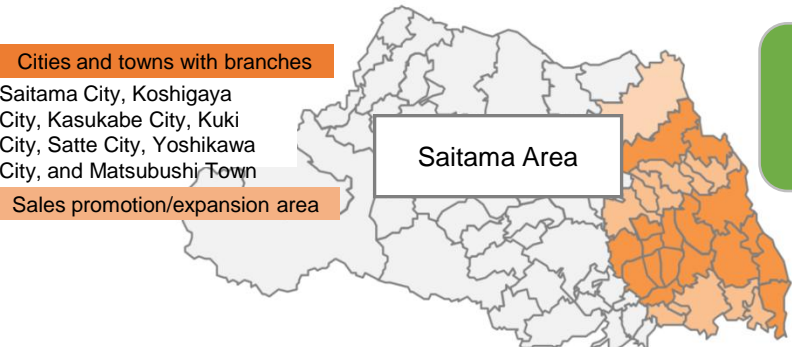 Cities and towns with branches
Saitama City, Koshigaya
City, Kasukabe City, Kuki
City, Satte City, Yoshikawa
City, and Matsubushi Town
Sales promotion/expansion area
Saitama Area